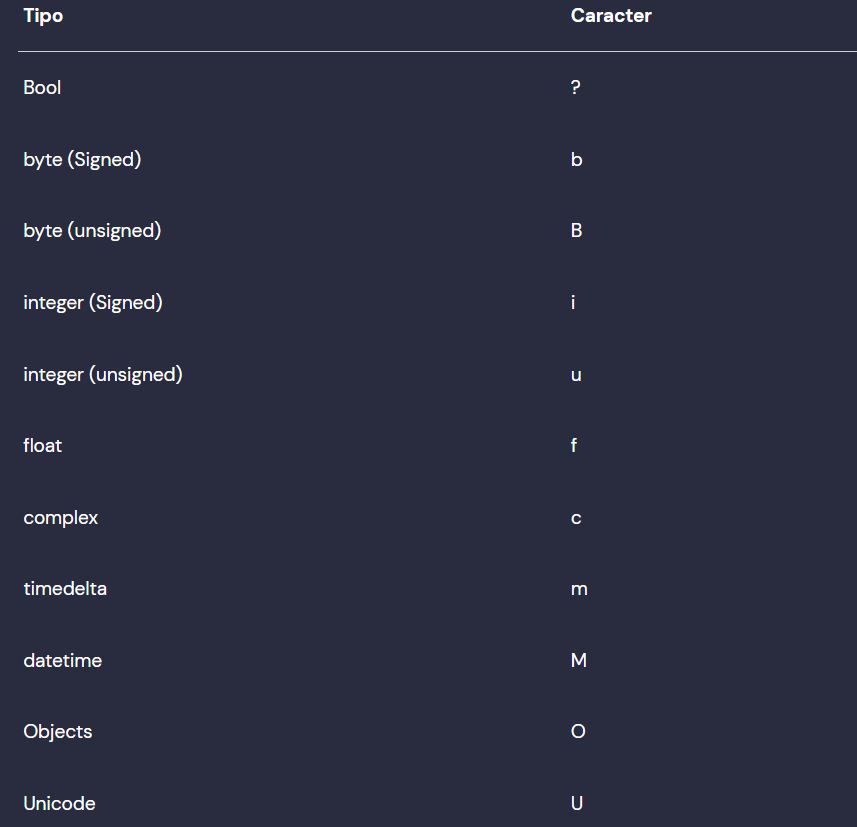 Tipo Caracter
Bool ?
byte (Signed) b
byte (unsigned) B
integer (Signed) i
integer (unsigned) u
float f
complex c
timedelta m
datetime M
Objects O
Unicode U